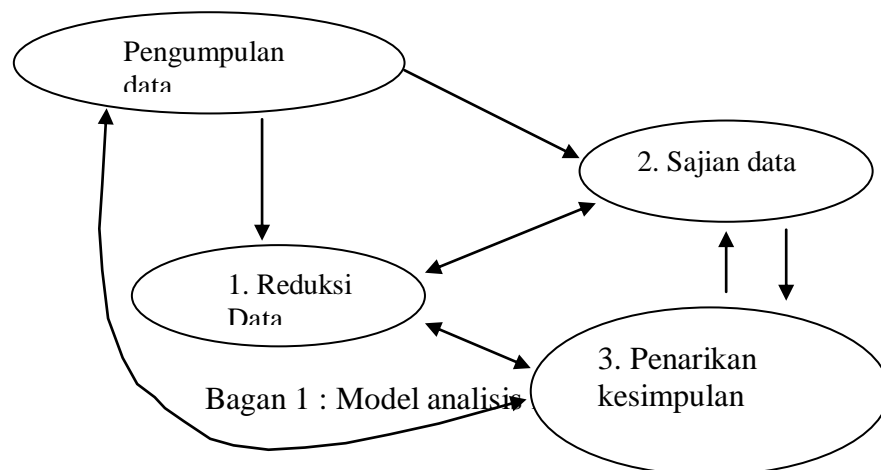 Pengumpulan
data
2. Sajian data
1. Reduksi
Data
3. Penarikan
kesimpulan
Bagan 1 : Model analisis